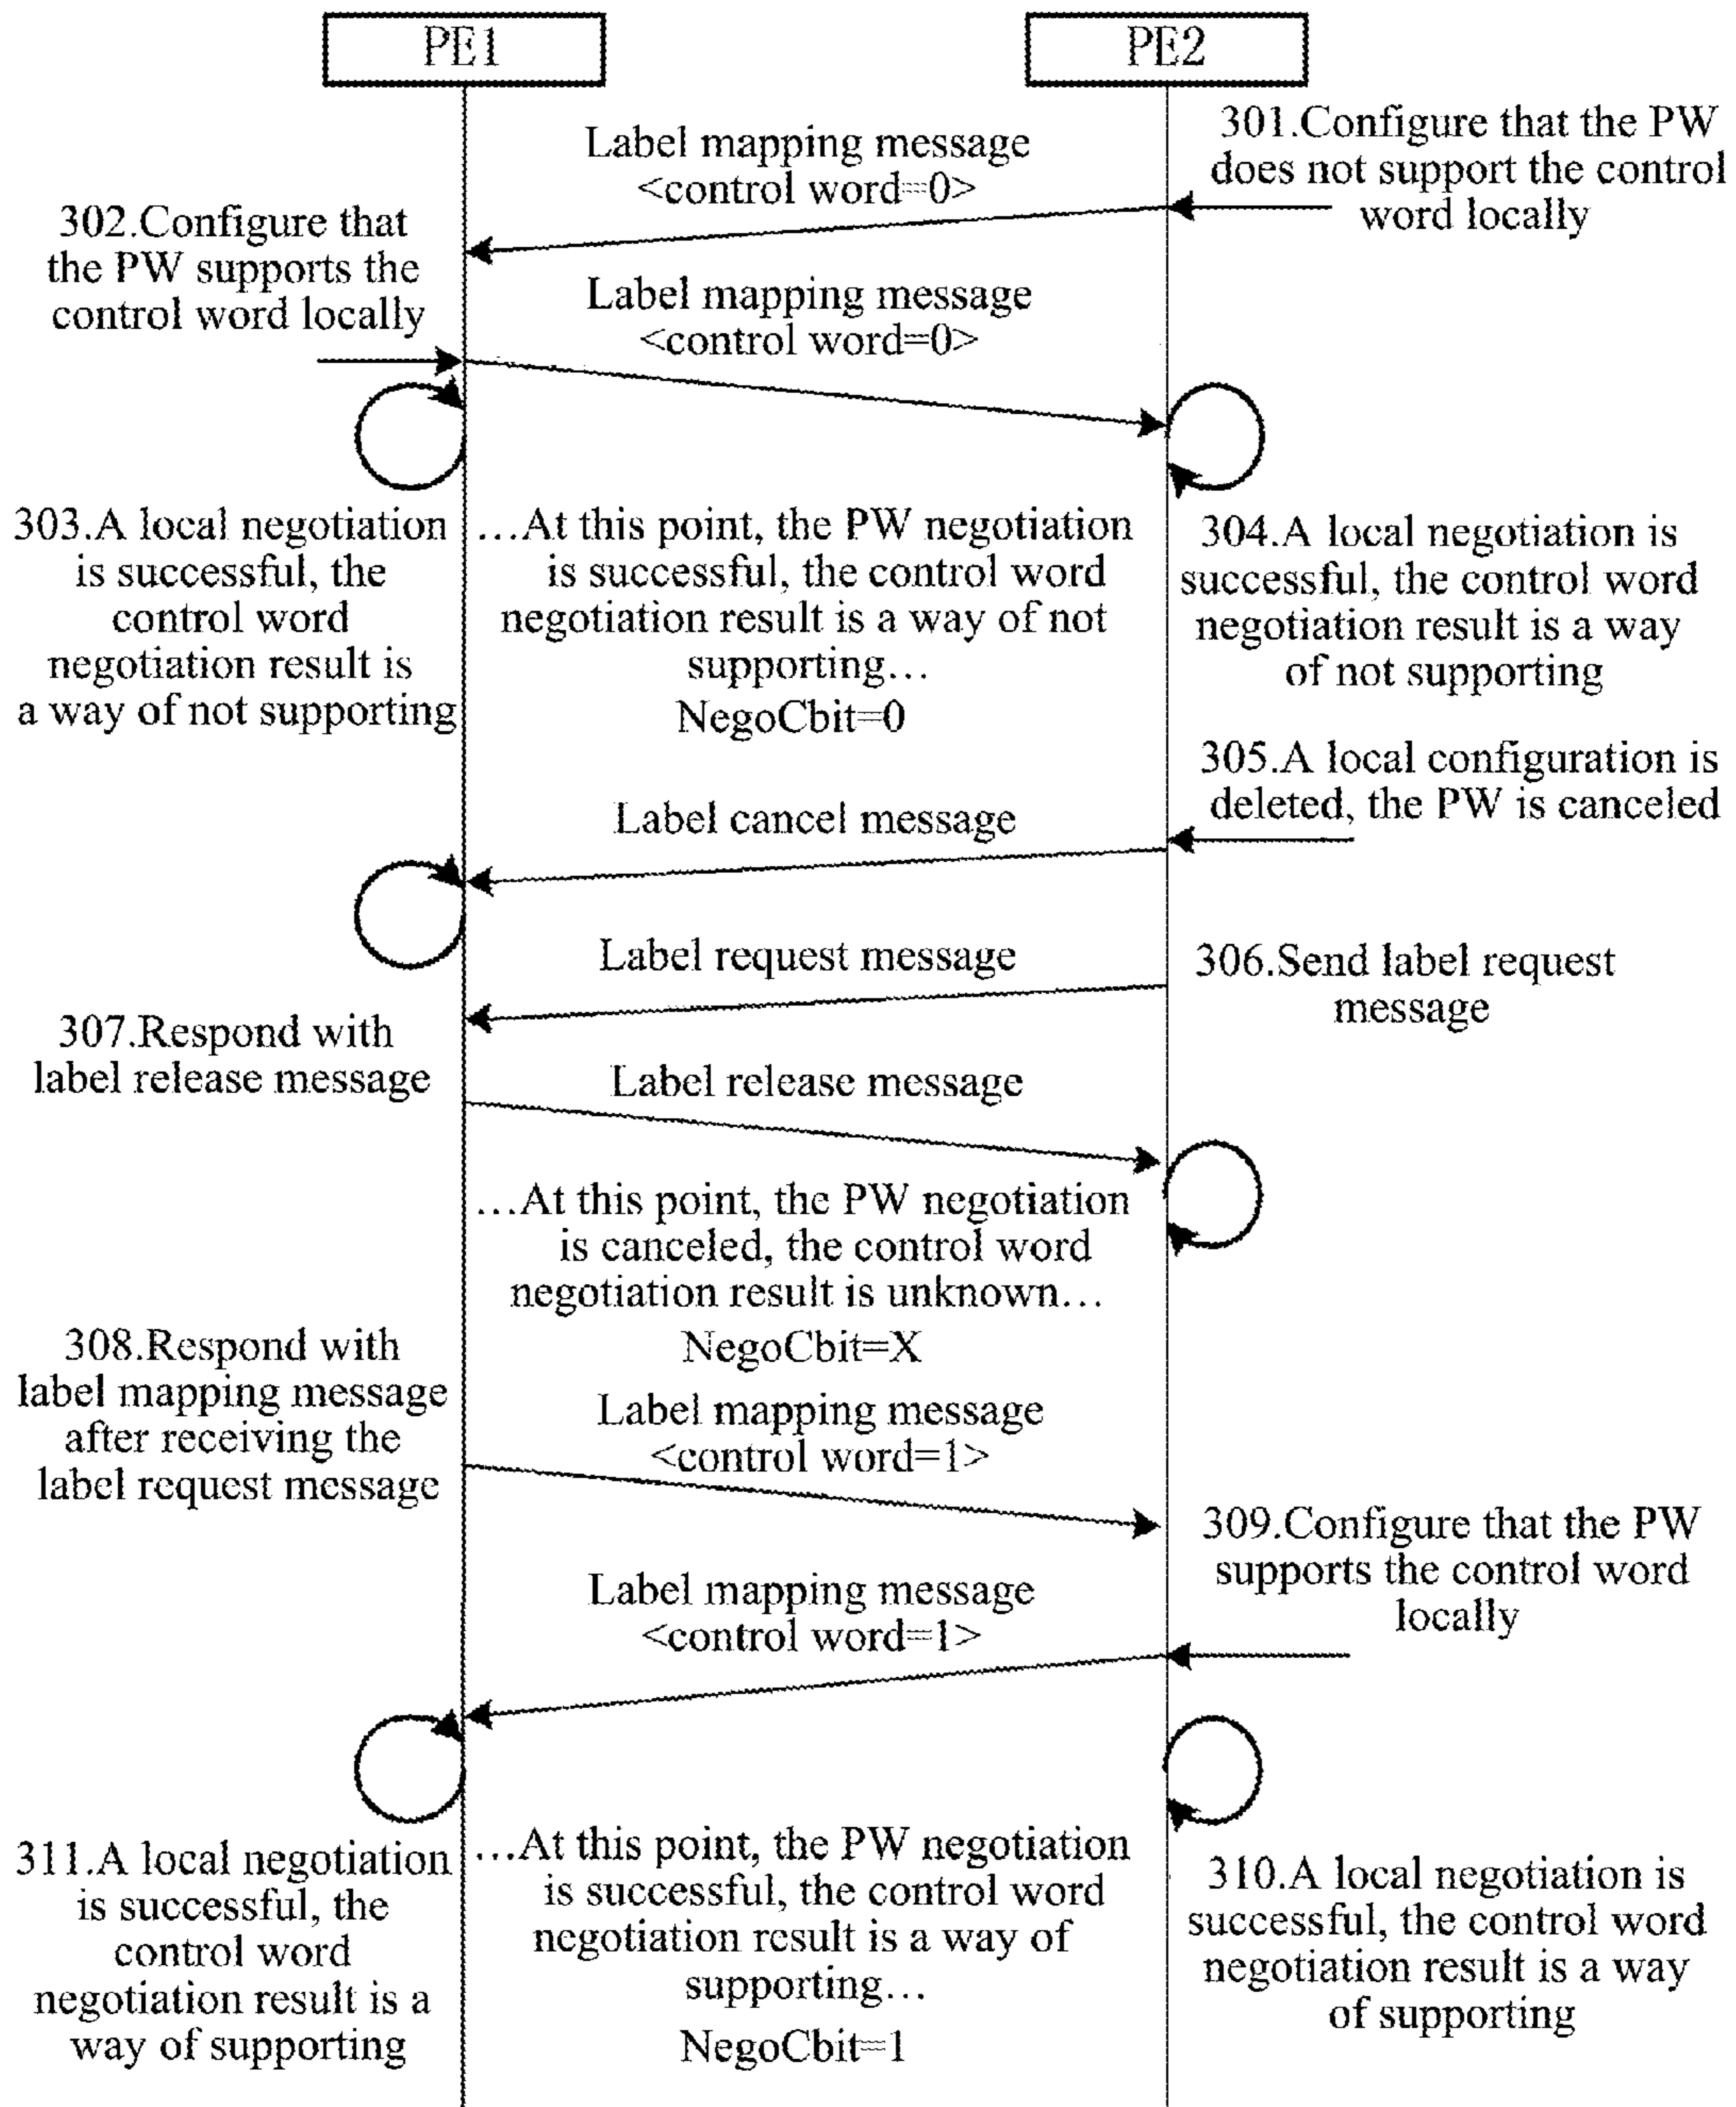 PE1
PE2
Label mapping message
<control word=0>
301.Configure that the PW
does not support the control
word locally
302.Configure that
the PW supports the
control word locally
Label mapping message
<control word=0>
303.A local negotiation
is successful, the
control word
negotiation result is
a way of not supporting
…At this point, the PW negotiation
is successful, the control word
negotiation result is a way of not
supporting…
NegoCbit=0
304.A local negotiation is
successful, the control word
negotiation result is a way
of not supporting
305.A local configuration is
deleted, the PW is canceled
Label cancel message
Label request message
306.Send label request
message
307.Respond with
label release message
Label release message
…At this point, the PW negotiation
is canceled, the control word
negotiation result is unknown…
NegoCbit=X
308.Respond with
label mapping message
after receiving the
label request message
Label mapping message
<control word=1>
309.Configure that the PW
supports the control word
locally
Label mapping message
<control word=1>
311.A local negotiation
is successful, the
control word
negotiation result is a
way of supporting
…At this point, the PW negotiation
is successful, the control word
negotiation result is a way of
supporting…
NegoCbit=1
310.A local negotiation is
successful, the control word
negotiation result is a way
of supporting